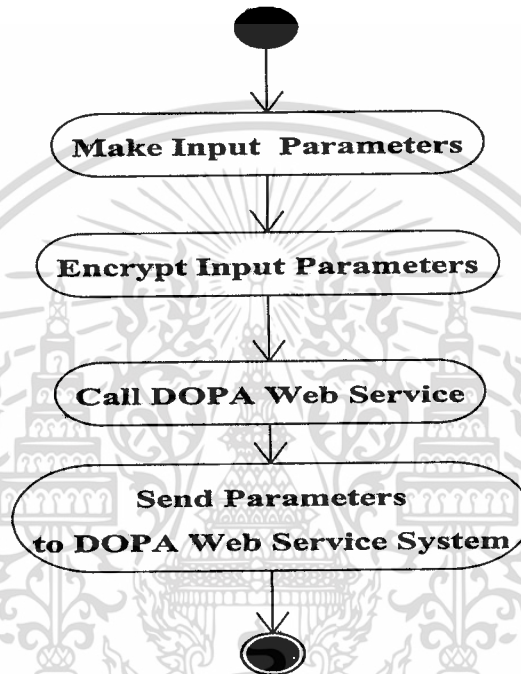 Make Input Parameters
Encrypt Input Parameters
Call DOPA Web Service
Send Parameters
to DOPA Web Service System